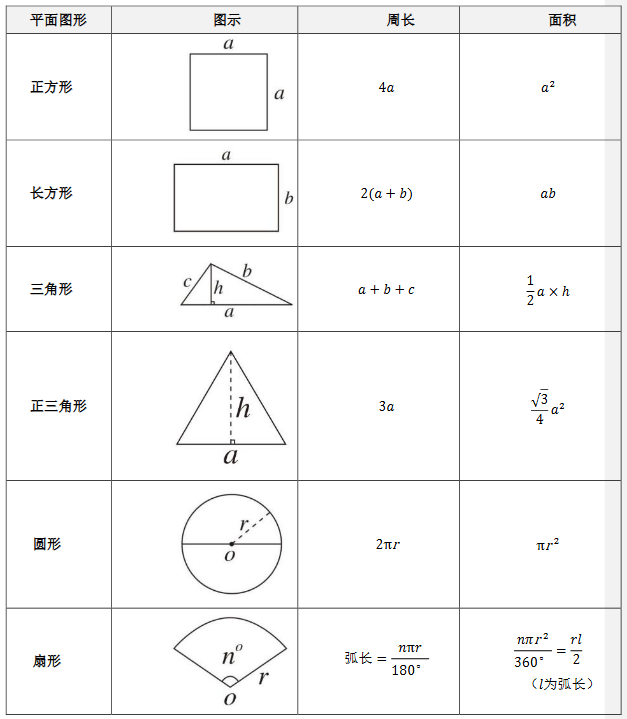 平面图形 图示 周长 面积
正方形 a a 4a a²
长方形 a b 2(a + b) ab
三角形 c h b a a + b + c 1/2 a × h
正三角形 h a 3a √3/4 a²
圆形 r o 2πr πr²
扇形 n° r o 弧长 = nπr/180° nπr²/360° = rl/2
（l为弧长）